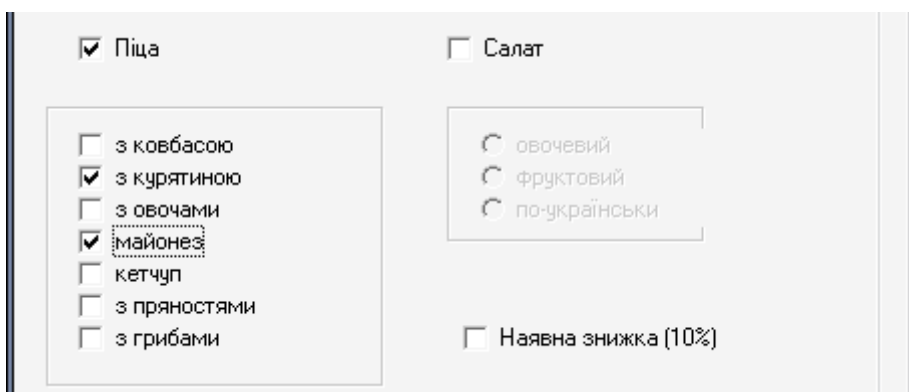 Піца
Салат
з ковбасою
з курятиною
з овочами
майонез
кетчуп
з пряностями
з грибами
овочевий
фруктовий
по-українськи
Наявна знижка (10%)